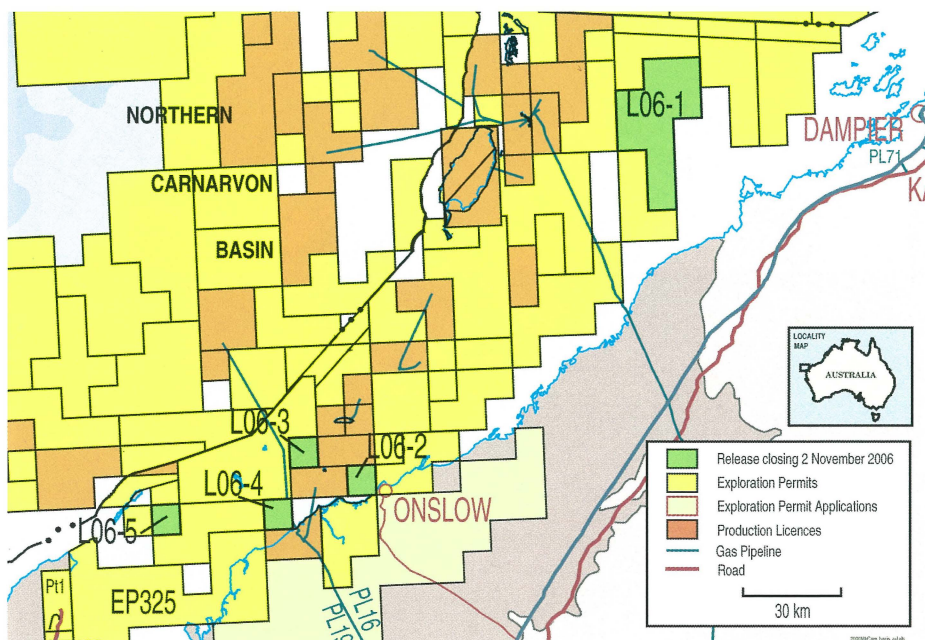 NORTHERN
CARNARVON
BASIN
L06-1
DAMPIER
PL71
L06-3
L06-2
L06-4
L06-5
ONSLOW
Pt1
EP325
PL16
PL19
LOCALITY
MAP
AUSTRALIA
Release closing 2 November 2006
Exploration Permits
Exploration Permit Applications
Production Licences
Gas Pipeline
Road
30 km